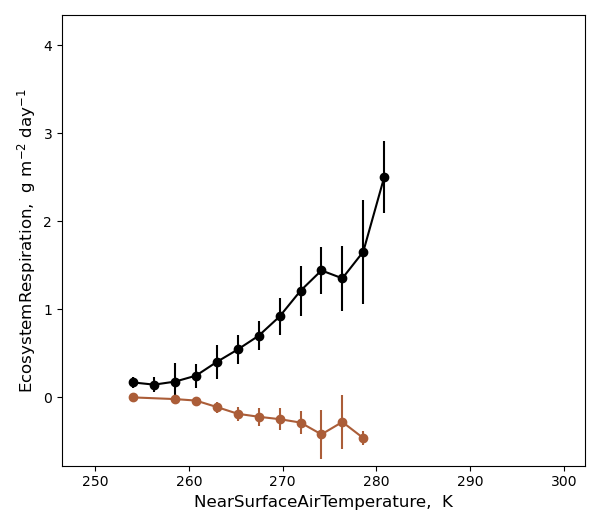 4
3
2
1
0
EcosystemRespiration, g m⁻² day⁻¹
250 260 270 280 290 300
NearSurfaceAirTemperature, K